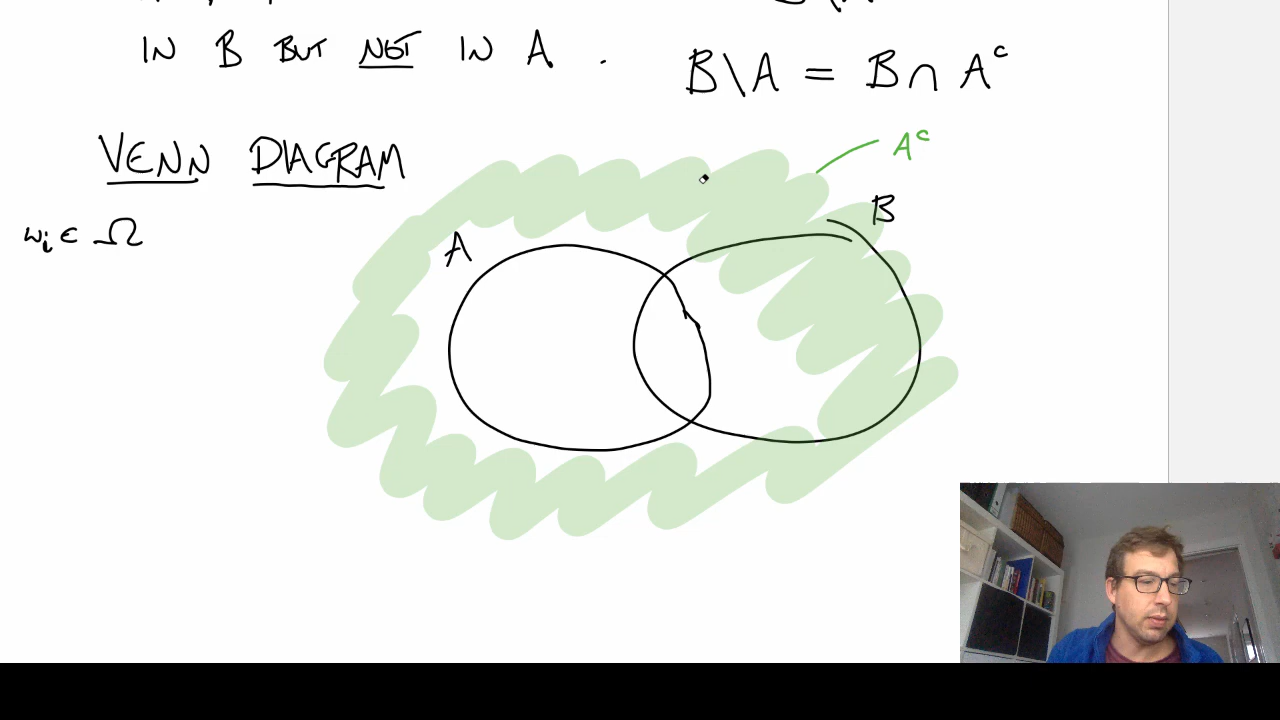 IN B BUT NOT IN A .
B\A = B∩ Aᶜ
VENN DIAGRAM
Aᶜ
B
ωᵢ ∈ Ω
A